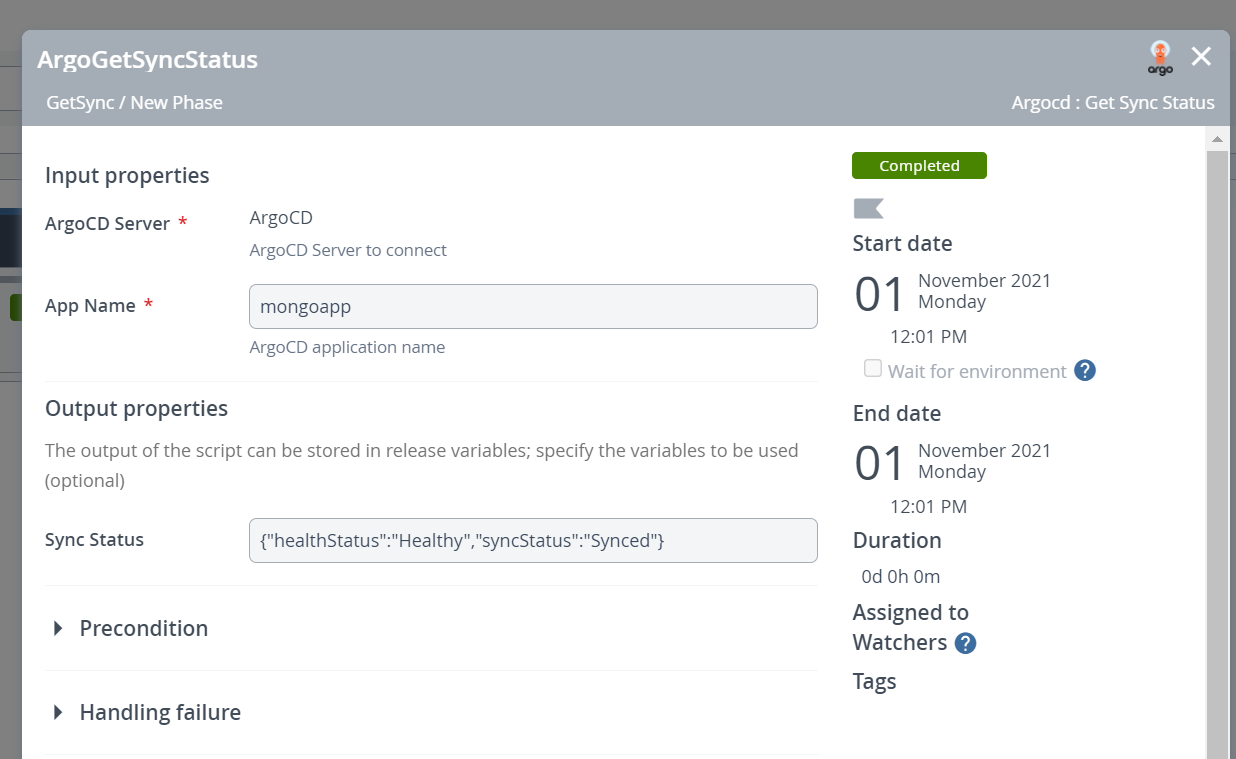 ArgoGetSyncStatus
argo
GetSync / New Phase
Argocd : Get Sync Status
Input properties
ArgoCD Server *
ArgoCD
ArgoCD Server to connect
App Name *
mongoapp
ArgoCD application name
Output properties
The output of the script can be stored in release variables; specify the variables to be used
(optional)
Sync Status
{"healthStatus":"Healthy","syncStatus":"Synced"}
Precondition
Handling failure
Completed
Start date
01
November 2021
Monday
12:01 PM
Wait for environment ?
End date
01
November 2021
Monday
12:01 PM
Duration
0d 0h 0m
Assigned to
Watchers ?
Tags